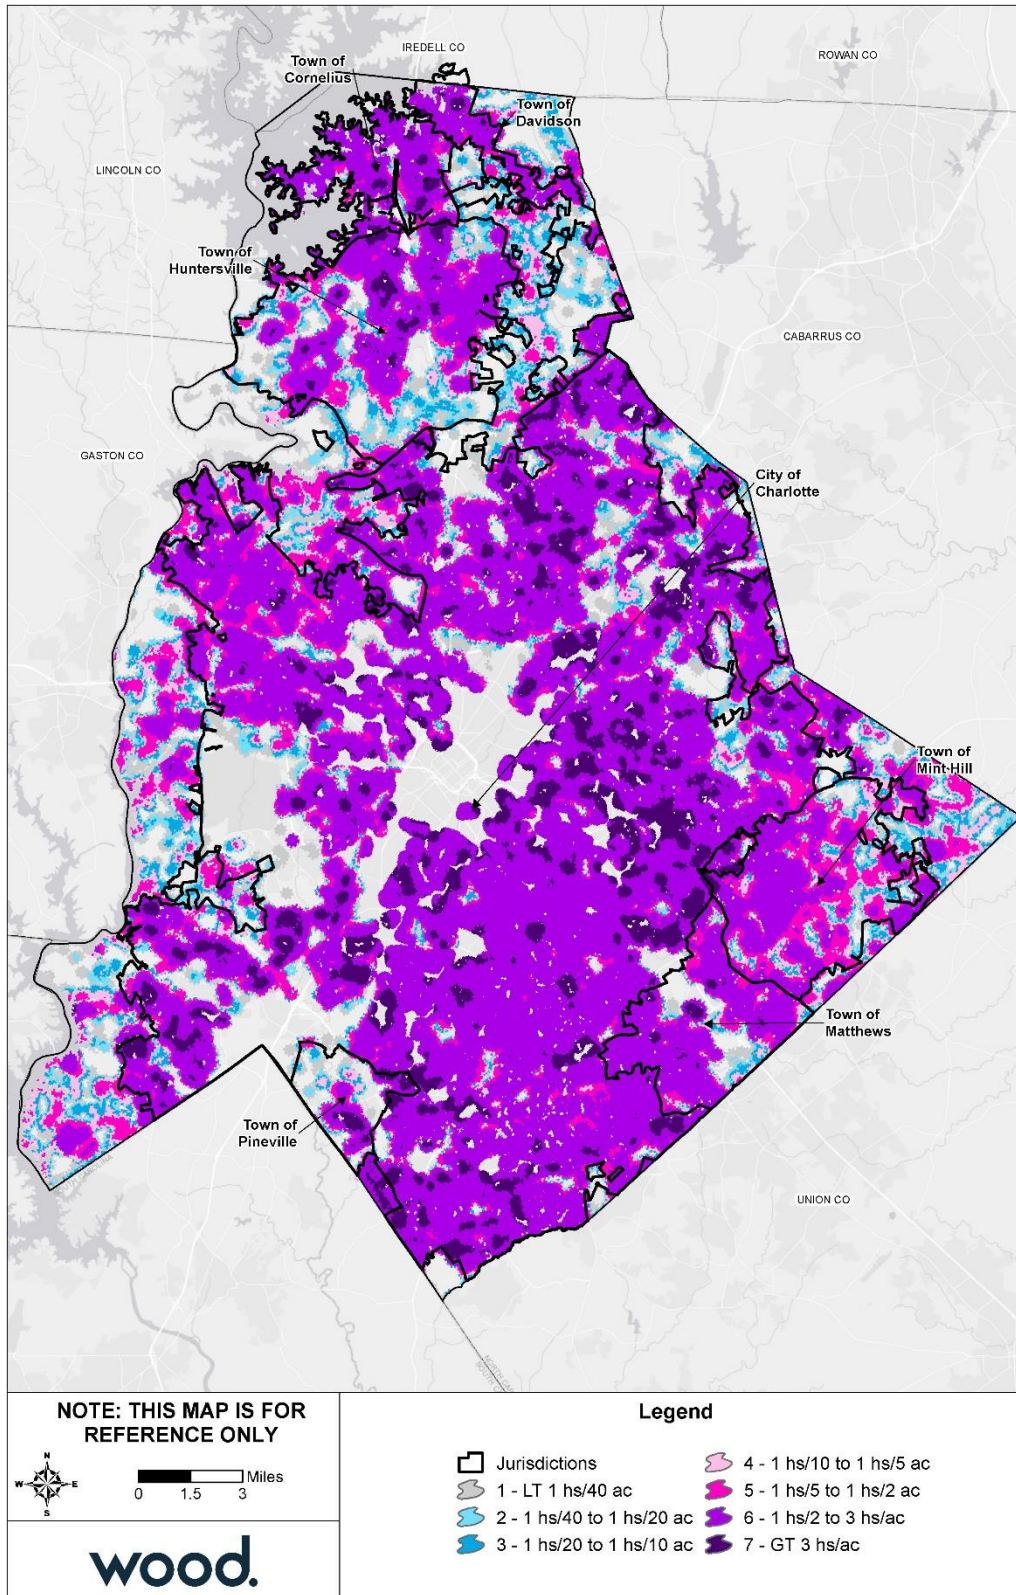 IREDELL CO
ROWAN CO
Town of
Cornelius
Town of
Davidson
LINCOLN CO
Town of
Huntersville
CABARRUS CO
GASTON CO
City of
Charlotte
Town of
Mint Hill
Town of
Matthews
Town of
Pineville
UNION CO
NOTE: THIS MAP IS FOR
REFERENCE ONLY
N
W E
S
Miles
0 1.5 3
wood.
Legend
Jurisdictions
1 - LT 1 hs/40 ac
2 - 1 hs/40 to 1 hs/20 ac
3 - 1 hs/20 to 1 hs/10 ac
4 - 1 hs/10 to 1 hs/5 ac
5 - 1 hs/5 to 1 hs/2 ac
6 - 1 hs/2 to 3 hs/ac
7 - GT 3 hs/ac